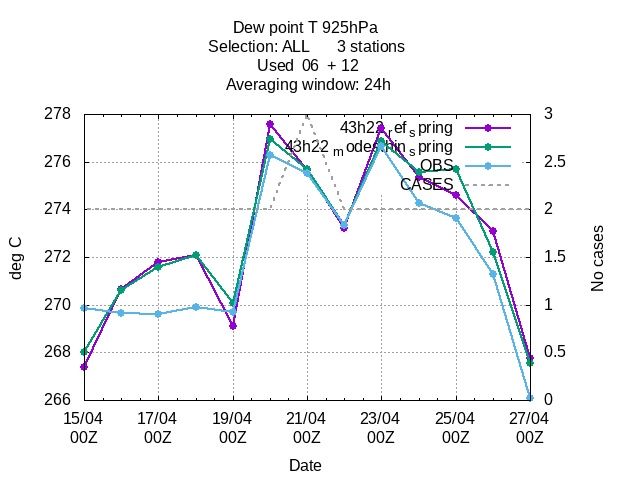 Dew point T 925hPa
Selection: ALL      3 stations
Used  06  + 12
Averaging window: 24h
278 3
43h22_ref_spring
43h22_modeschin_spring
276 2.5
OBS
CASES
274 2
272 1.5
270 1
268 0.5
266 0
deg C
No cases
15/04 17/04 19/04 21/04 23/04 25/04 27/04
00Z 00Z 00Z 00Z 00Z 00Z 00Z
Date